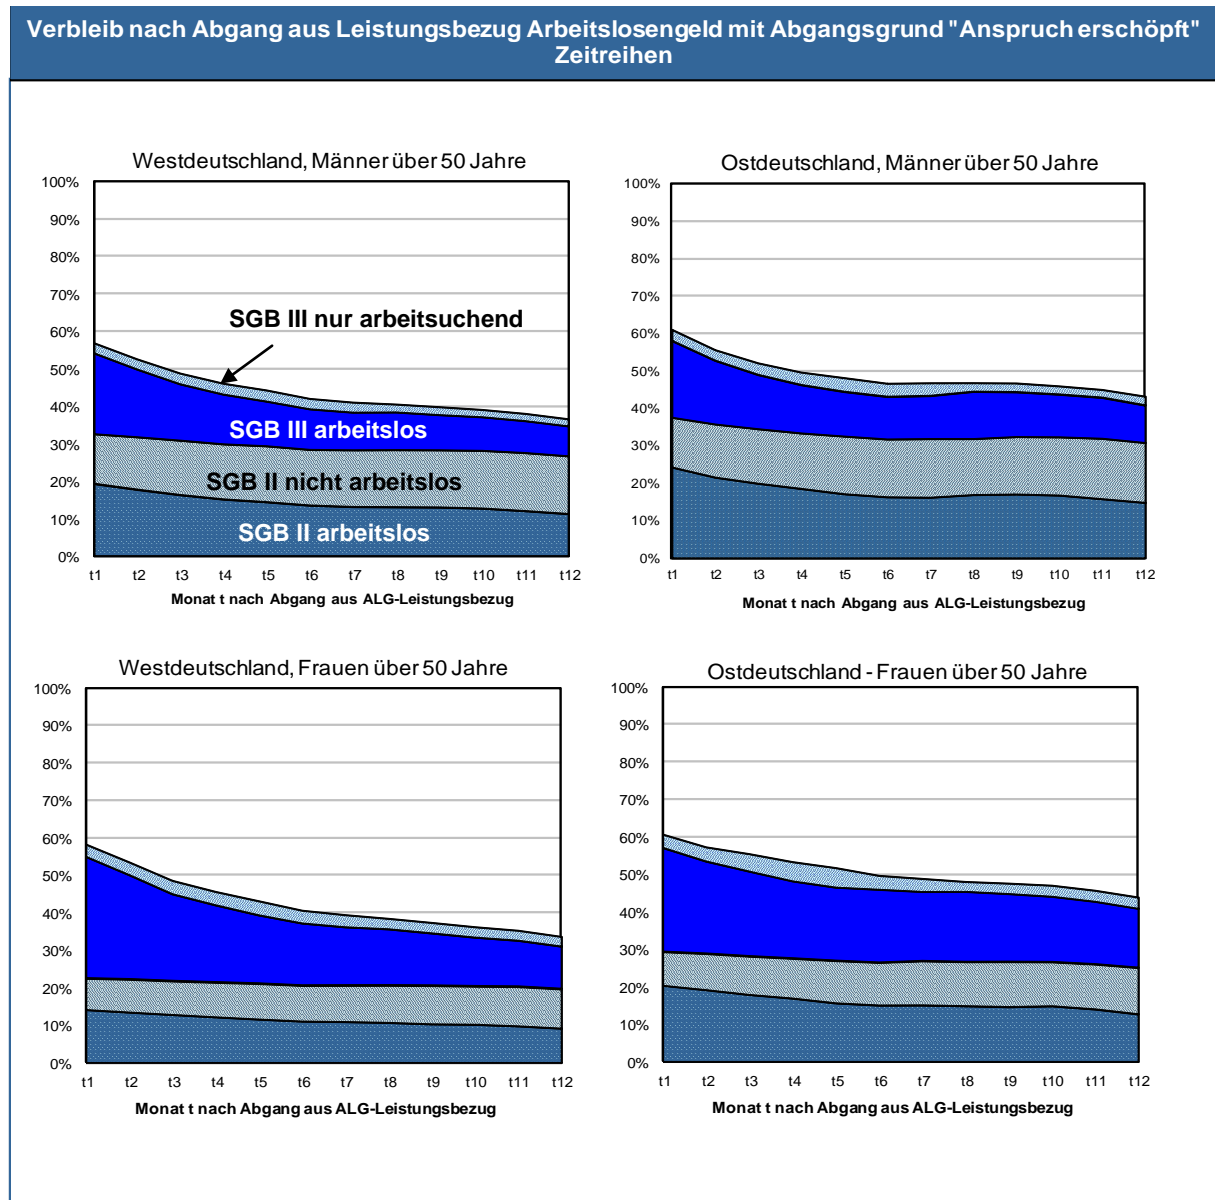 Verbleib nach Abgang aus Leistungsbezug Arbeitslosengeld mit Abgangsgrund "Anspruch erschöpft"
Zeitreihen
Westdeutschland, Männer über 50 Jahre
100%
90%
80%
70%
60%
50%
40%
30%
20%
10%
0%
SGB III nur arbeitsuchend
SGB III arbeitslos
SGB II nicht arbeitslos
SGB II arbeitslos
t1 t2 t3 t4 t5 t6 t7 t8 t9 t10 t11 t12
Monat t nach Abgang aus ALG-Leistungsbezug
Ostdeutschland, Männer über 50 Jahre
100%
90%
80%
70%
60%
50%
40%
30%
20%
10%
0%
t1 t2 t3 t4 t5 t6 t7 t8 t9 t10 t11 t12
Monat t nach Abgang aus ALG-Leistungsbezug
Westdeutschland, Frauen über 50 Jahre
100%
90%
80%
70%
60%
50%
40%
30%
20%
10%
0%
t1 t2 t3 t4 t5 t6 t7 t8 t9 t10 t11 t12
Monat t nach Abgang aus ALG-Leistungsbezug
Ostdeutschland - Frauen über 50 Jahre
100%
90%
80%
70%
60%
50%
40%
30%
20%
10%
0%
t1 t2 t3 t4 t5 t6 t7 t8 t9 t10 t11 t12
Monat t nach Abgang aus ALG-Leistungsbezug